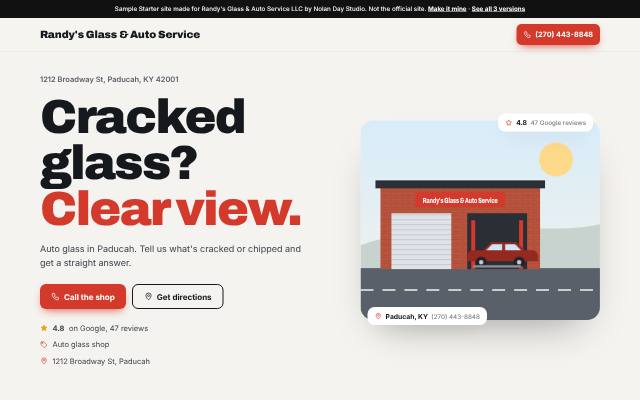 Sample Starter site made for Randy's Glass & Auto Service LLC by Nolan Day Studio. Not the official site. Make it mine · See all 3 versions
Randy's Glass & Auto Service
(270) 443-8848
1212 Broadway St, Paducah, KY 42001
Cracked
glass?
Clear view.
Auto glass in Paducah. Tell us what's cracked or chipped and
get a straight answer.
Call the shop
Get directions
4.8 on Google, 47 reviews
Auto glass shop
1212 Broadway St, Paducah
4.8 47 Google reviews
Randy's Glass & Auto Service
Paducah, KY (270) 443-8848